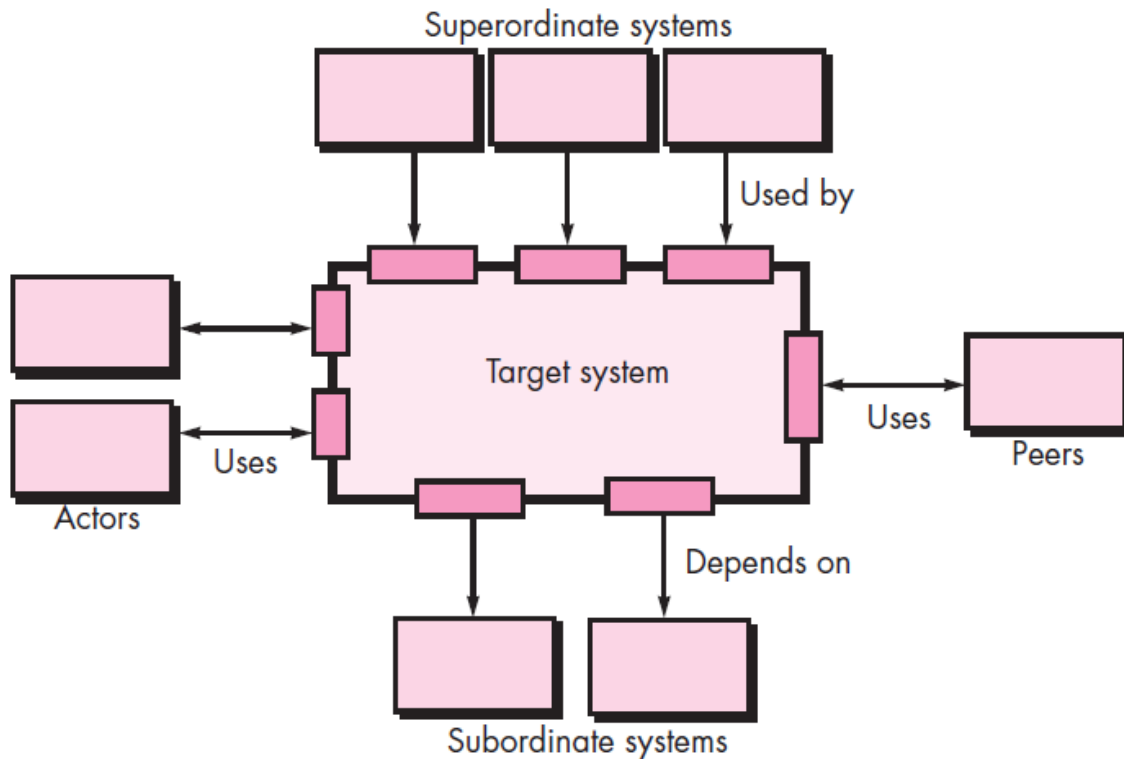 Superordinate systems
Used by
Target system
Uses
Peers
Uses
Actors
Depends on
Subordinate systems